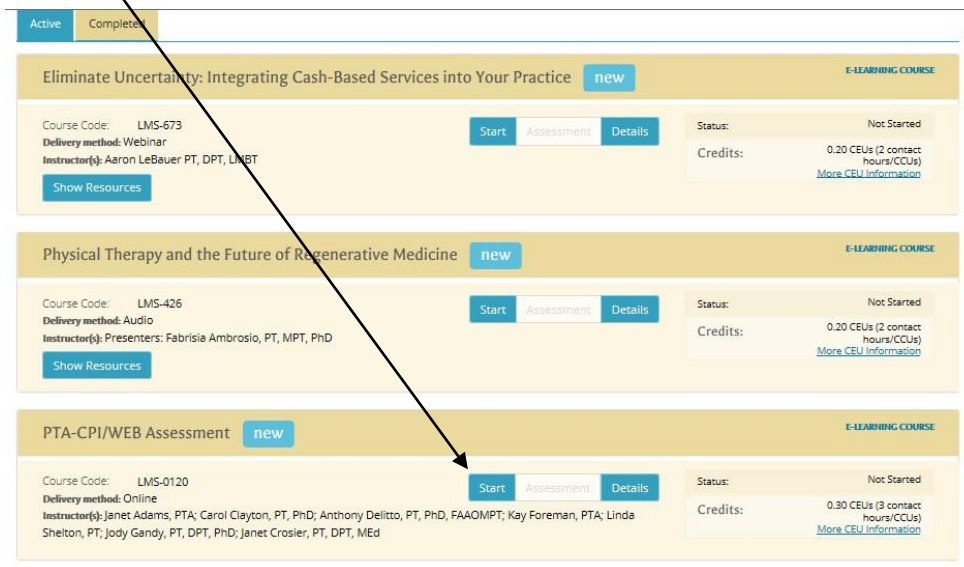 Active Completed
Eliminate Uncertainty: Integrating Cash-Based Services into Your Practice new E-LEARNING COURSE
Course Code: LMS-673 Start Assessment Details Status: Not Started
Delivery method: Webinar
Instructor(s): Aaron LeBauer PT, DPT, LMBT Credits: 0.20 CEUs (2 contact
hours/CCUs)
More CEU Information
Show Resources
Physical Therapy and the Future of Regenerative Medicine new E-LEARNING COURSE
Course Code: LMS-426 Start Assessment Details Status: Not Started
Delivery method: Audio
Instructor(s): Presenters: Fabrisia Ambrosio, PT, MPT, PhD Credits: 0.20 CEUs (2 contact
hours/CCUs)
More CEU Information
Show Resources
PTA-CPI/WEB Assessment new E-LEARNING COURSE
Course Code: LMS-0120 Start Assessment Details Status: Not Started
Delivery method: Online
Instructor(s): Janet Adams, PTA; Carol Clayton, PT, PhD; Anthony Delitto, PT, PhD, FAAOMPT; Kay Foreman, PTA; Linda Credits: 0.30 CEUs (3 contact
hours/CCUs)
Shelton, PT; Jody Gandy, PT, DPT, PhD; Janet Crosier, PT, DPT, MEd More CEU Information